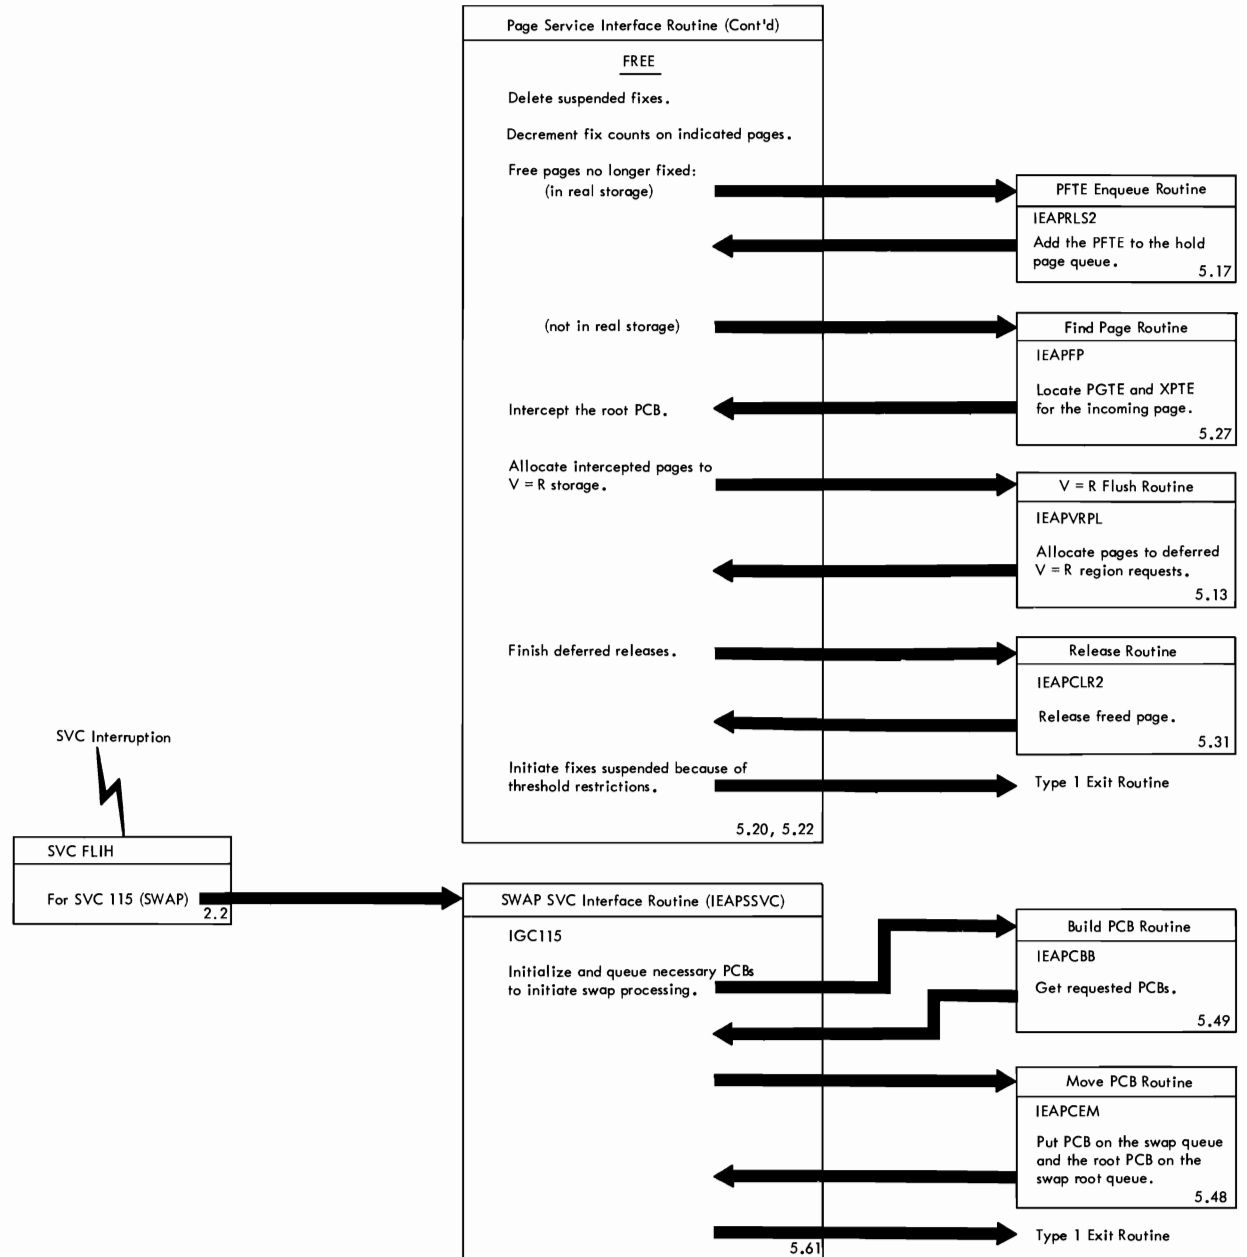 Page Service Interface Routine (Cont'd)
FREE
Delete suspended fixes.
Decrement fix counts on indicated pages.
Free pages no longer fixed:
(in real storage)
PFTE Enqueue Routine
IEAPRLS2
Add the PFTE to the hold
page queue.
5.17
(not in real storage)
Find Page Routine
IEAPFP
Locate PGTE and XPTE
for the incoming page.
5.27
Intercept the root PCB.
Allocate intercepted pages to
V = R storage.
V = R Flush Routine
IEAPVRPL
Allocate pages to deferred
V = R region requests.
5.13
Finish deferred releases.
Release Routine
IEAPCLR2
Release freed page.
5.31
Initiate fixes suspended because of
threshold restrictions.
Type 1 Exit Routine
5.20, 5.22
SVC Interruption
SVC FLIH
For SVC 115 (SWAP)
2.2
SWAP SVC Interface Routine (IEAPSSVC)
IGC115
Initialize and queue necessary PCBs
to initiate swap processing.
Build PCB Routine
IEAPCBB
Get requested PCBs.
5.49
Move PCB Routine
IEAPCEM
Put PCB on the swap queue
and the root PCB on the
swap root queue.
5.48
Type 1 Exit Routine
5.61